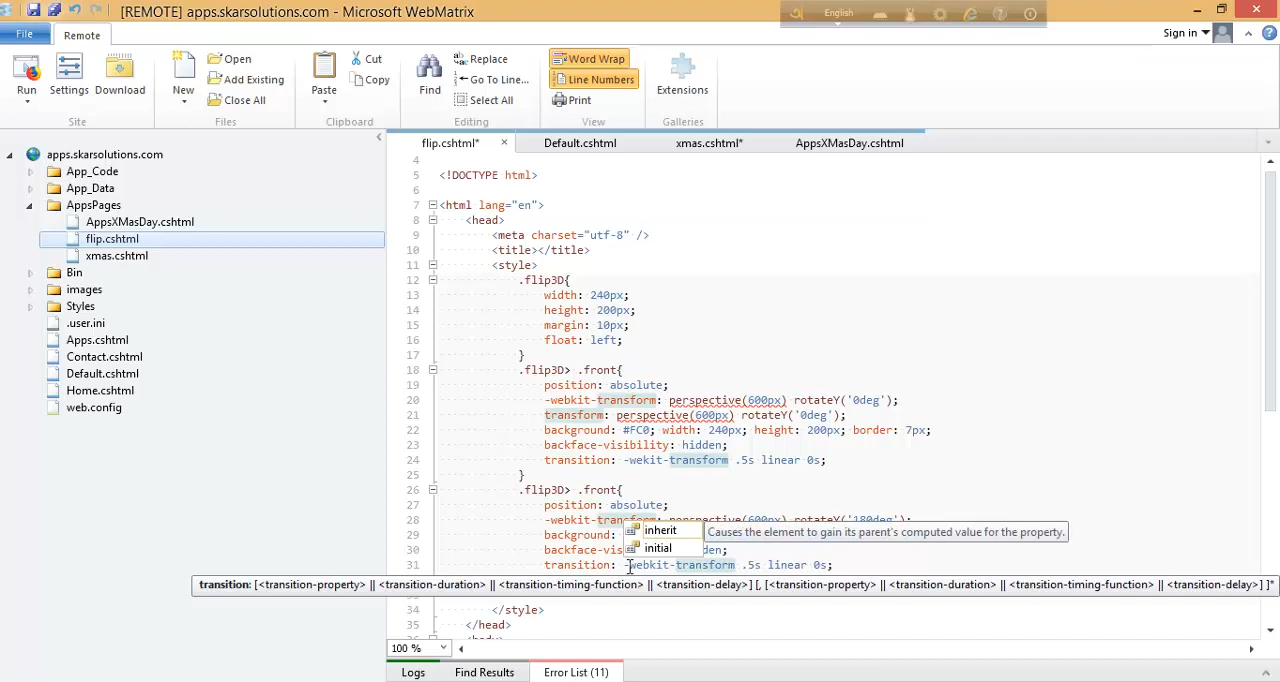 [REMOTE] apps.skarsolutions.com - Microsoft WebMatrix
English
File
Remote
Sign in
Run
Settings
Download
New
Open
Add Existing
Close All
Paste
Cut
Copy
Find
Replace
Go To Line...
Select All
Word Wrap
Line Numbers
Print
Extensions
Site
Files
Clipboard
Editing
View
Galleries
apps.skarsolutions.com
App_Code
App_Data
AppsPages
AppsXMasDay.cshtml
flip.cshtml
xmas.cshtml
Bin
images
Styles
.user.ini
Apps.cshtml
Contact.cshtml
Default.cshtml
Home.cshtml
web.config
flip.cshtml*
Default.cshtml
xmas.cshtml*
AppsXMasDay.cshtml
4
5 <!DOCTYPE html>
6
7 <html lang="en">
8 <head>
9 <meta charset="utf-8" />
10 <title></title>
11 <style>
12 .flip3D{
13 width: 240px;
14 height: 200px;
15 margin: 10px;
16 float: left;
17 }
18 .flip3D> .front{
19 position: absolute;
20 -webkit-transform: perspective(600px) rotateY('0deg');
21 transform: perspective(600px) rotateY('0deg');
22 background: #FC0; width: 240px; height: 200px; border: 7px;
23 backface-visibility: hidden;
24 transition: -wekit-transform .5s linear 0s;
25 }
26 .flip3D> .front{
27 position: absolute;
28 -webkit-transform: perspective(600px) rotateY('180deg');
29 background:
30 backface-vis den;
31 transition: -webkit-transform .5s linear 0s;
inherit
initial
Causes the element to gain its parent's computed value for the property.
transition: [<transition-property> || <transition-duration> || <transition-timing-function> || <transition-delay>] [, [<transition-property> || <transition-duration> || <transition-timing-function> || <transition-delay>] ]*
34 </style>
35 </head>
100 %
Logs
Find Results
Error List (11)